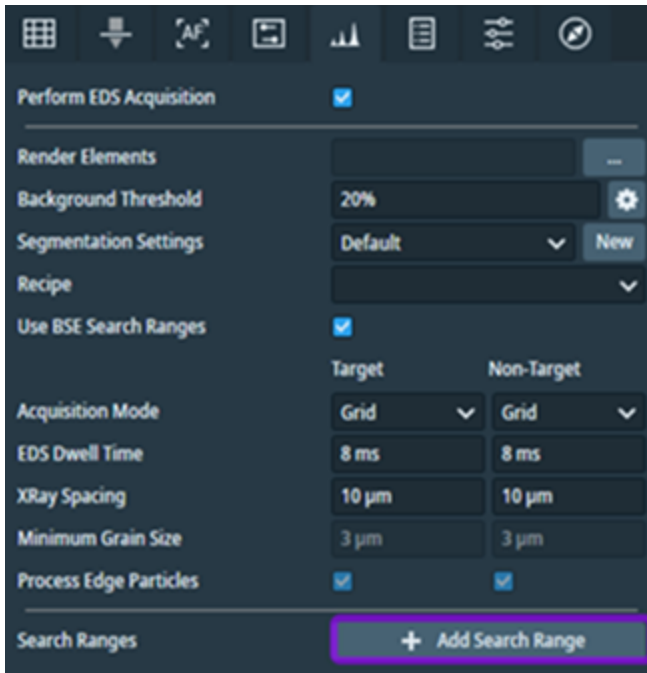 [AF]
Perform EDS Acquisition
Render Elements ...
Background Threshold 20%
Segmentation Settings Default New
Recipe
Use BSE Search Ranges
Target Non-Target
Acquisition Mode Grid Grid
EDS Dwell Time 8 ms 8 ms
XRay Spacing 10 µm 10 µm
Minimum Grain Size 3 µm 3 µm
Process Edge Particles
Search Ranges + Add Search Range